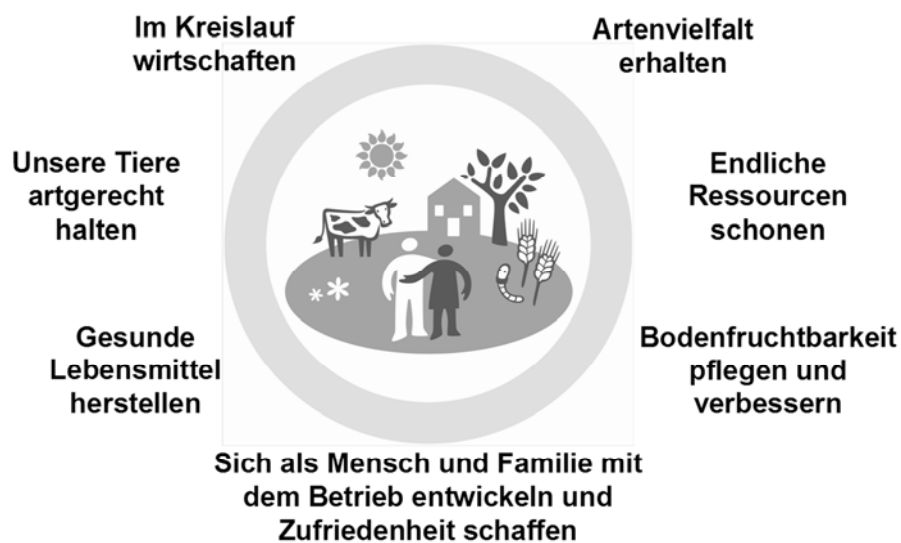 Im Kreislauf
wirtschaften
Artenvielfalt
erhalten
Unsere Tiere
artgerecht
halten
Endliche
Ressourcen
schonen
Gesunde
Lebensmittel
herstellen
Bodenfruchtbarkeit
pflegen und
verbessern
Sich als Mensch und Familie mit
dem Betrieb entwickeln und
Zufriedenheit schaffen